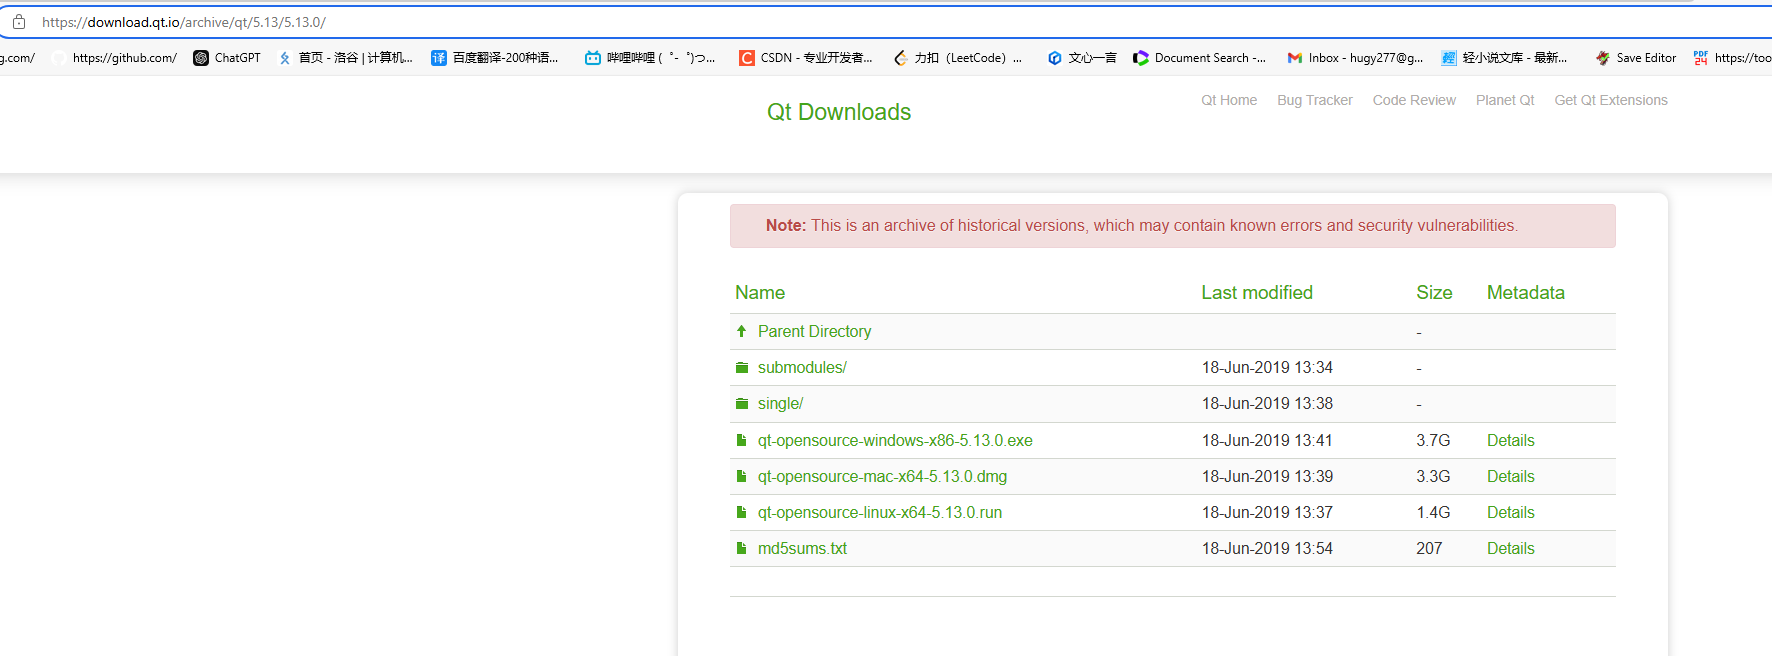 https://download.qt.io/archive/qt/5.13/5.13.0/
g.com/ https://github.com/ ChatGPT 首页 - 洛谷 | 计算机... 译 百度翻译-200种语... 哔哩哔哩 (゜-゜)つ... C CSDN - 专业开发者... 力扣（LeetCode）... 文心一言 Document Search -... Inbox - hugy277@g... 轻小说文库 - 最新... Save Editor PDF 24 https://too
Qt Downloads
Qt Home Bug Tracker Code Review Planet Qt Get Qt Extensions
Note: This is an archive of historical versions, which may contain known errors and security vulnerabilities.
Name Last modified Size Metadata
Parent Directory -
submodules/ 18-Jun-2019 13:34 -
single/ 18-Jun-2019 13:38 -
qt-opensource-windows-x86-5.13.0.exe 18-Jun-2019 13:41 3.7G Details
qt-opensource-mac-x64-5.13.0.dmg 18-Jun-2019 13:39 3.3G Details
qt-opensource-linux-x64-5.13.0.run 18-Jun-2019 13:37 1.4G Details
md5sums.txt 18-Jun-2019 13:54 207 Details